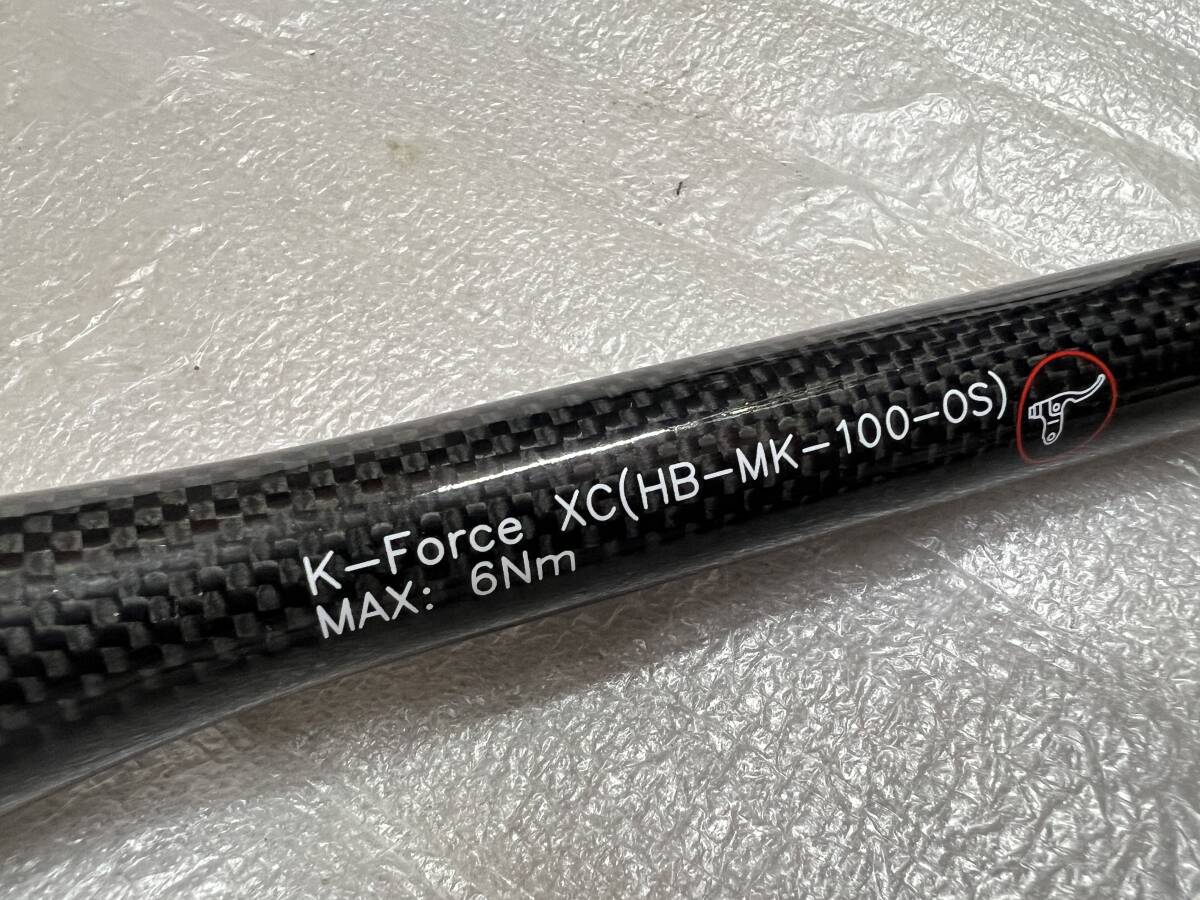 K-Force XC(HB-MK-100-OS)
MAX: 6Nm